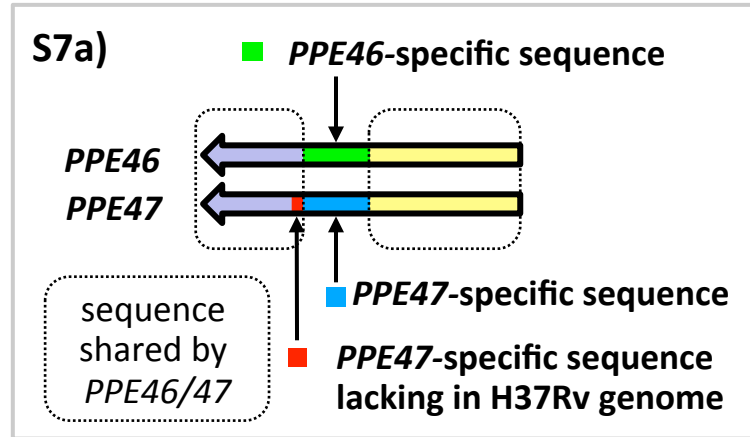 S7a)
PPE46-specific sequence
PPE46
PPE47
sequence
shared by
PPE46/47
PPE47-specific sequence
PPE47-specific sequence
lacking in H37Rv genome